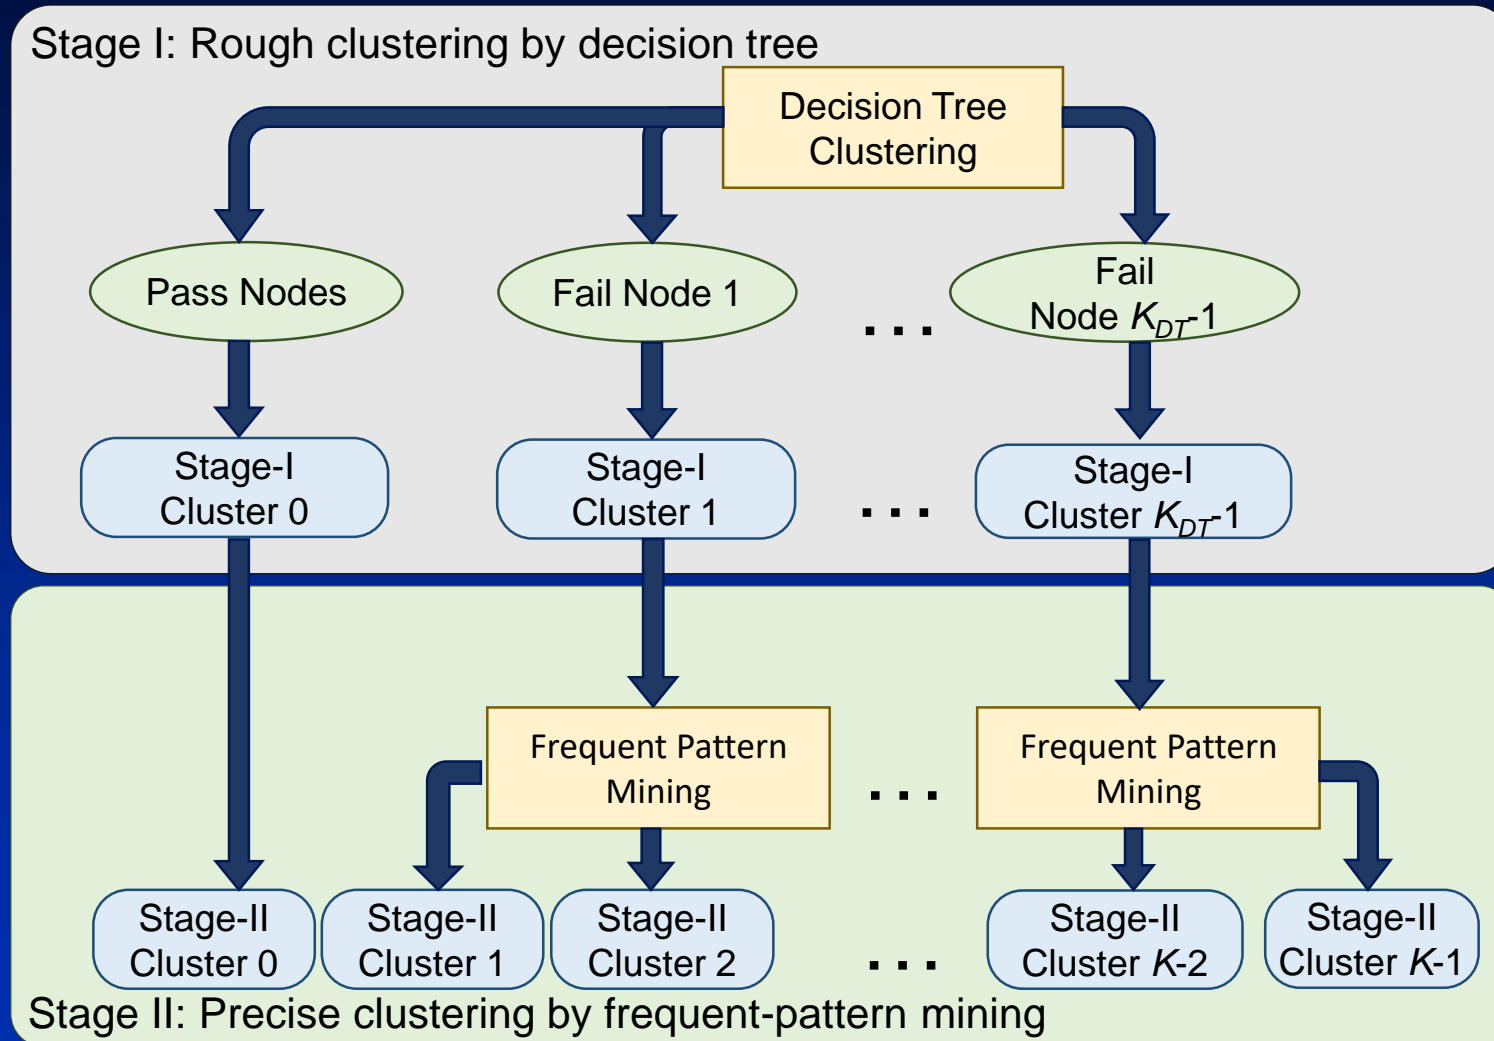 Stage I: Rough clustering by decision tree
Decision Tree
Clustering
Pass Nodes
Fail Node 1
...
Fail
Node K_DT-1
Stage-I
Cluster 0
Stage-I
Cluster 1
...
Stage-I
Cluster K_DT-1
Frequent Pattern
Mining
...
Frequent Pattern
Mining
Stage-II
Cluster 0
Stage-II
Cluster 1
Stage-II
Cluster 2
...
Stage-II
Cluster K-2
Stage-II
Cluster K-1
Stage II: Precise clustering by frequent-pattern mining